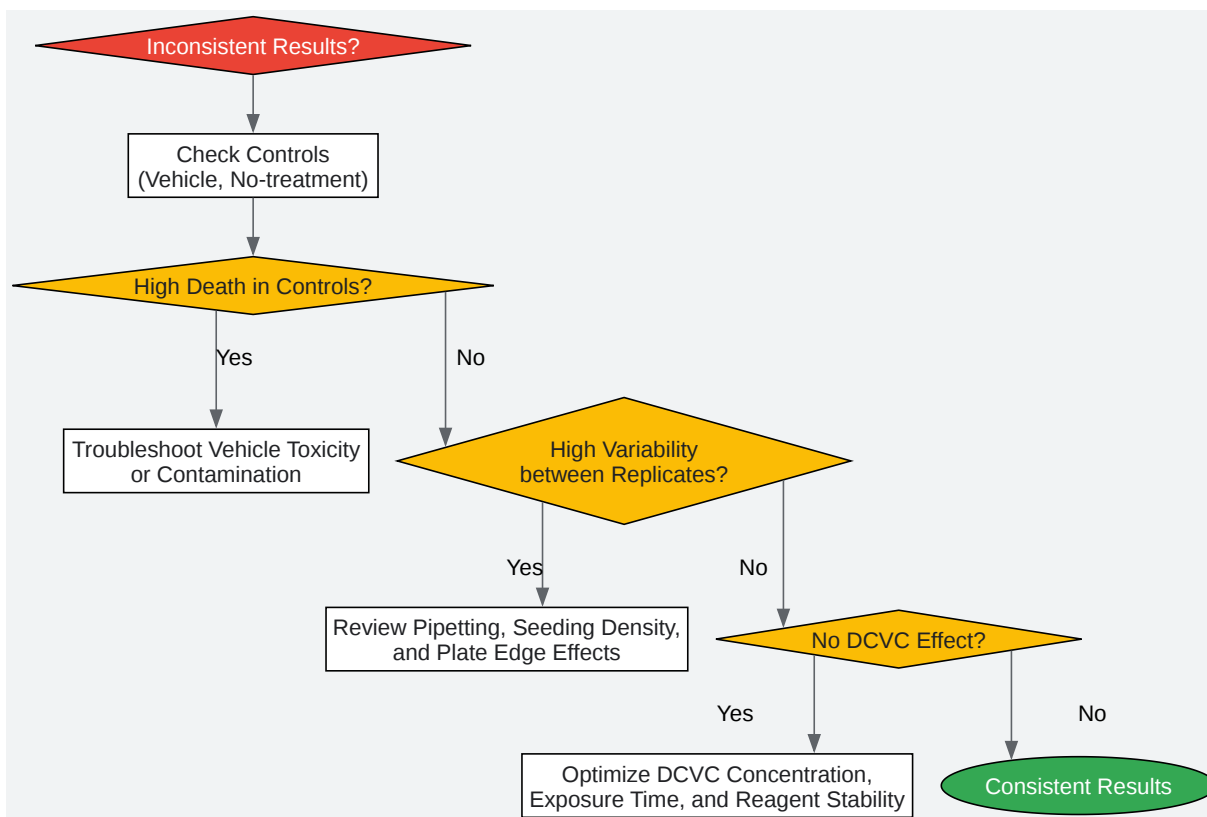 Inconsistent Results?
Check Controls
(Vehicle, No-treatment)
High Death in Controls?
Yes
No
Troubleshoot Vehicle Toxicity
or Contamination
High Variability
between Replicates?
Yes
No
Review Pipetting, Seeding Density,
and Plate Edge Effects
No DCVC Effect?
Yes
No
Optimize DCVC Concentration,
Exposure Time, and Reagent Stability
Consistent Results